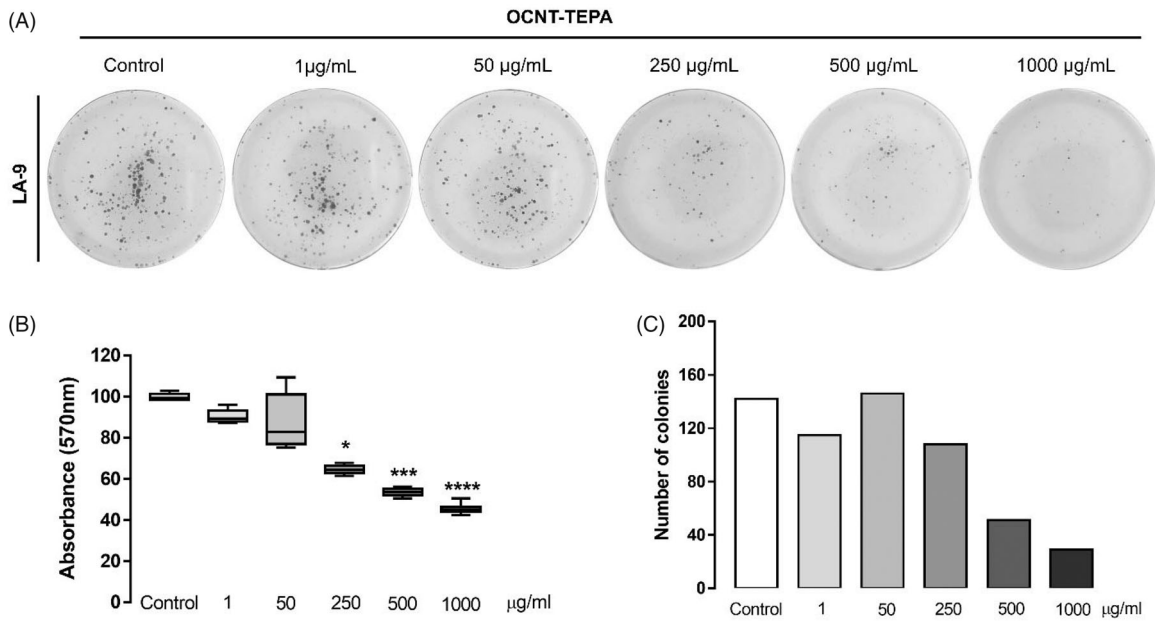 (A)
OCNT-TEPA
Control 1µg/mL 50 µg/mL 250 µg/mL 500 µg/mL 1000 µg/mL
LA-9
(B)
Absorbance (570nm)
120
100
80
60
40
20
0
* *** ****
Control 1 50 250 500 1000 µg/ml
(C)
Number of colonies
200
160
120
80
40
0
Control 1 50 250 500 1000 µg/ml